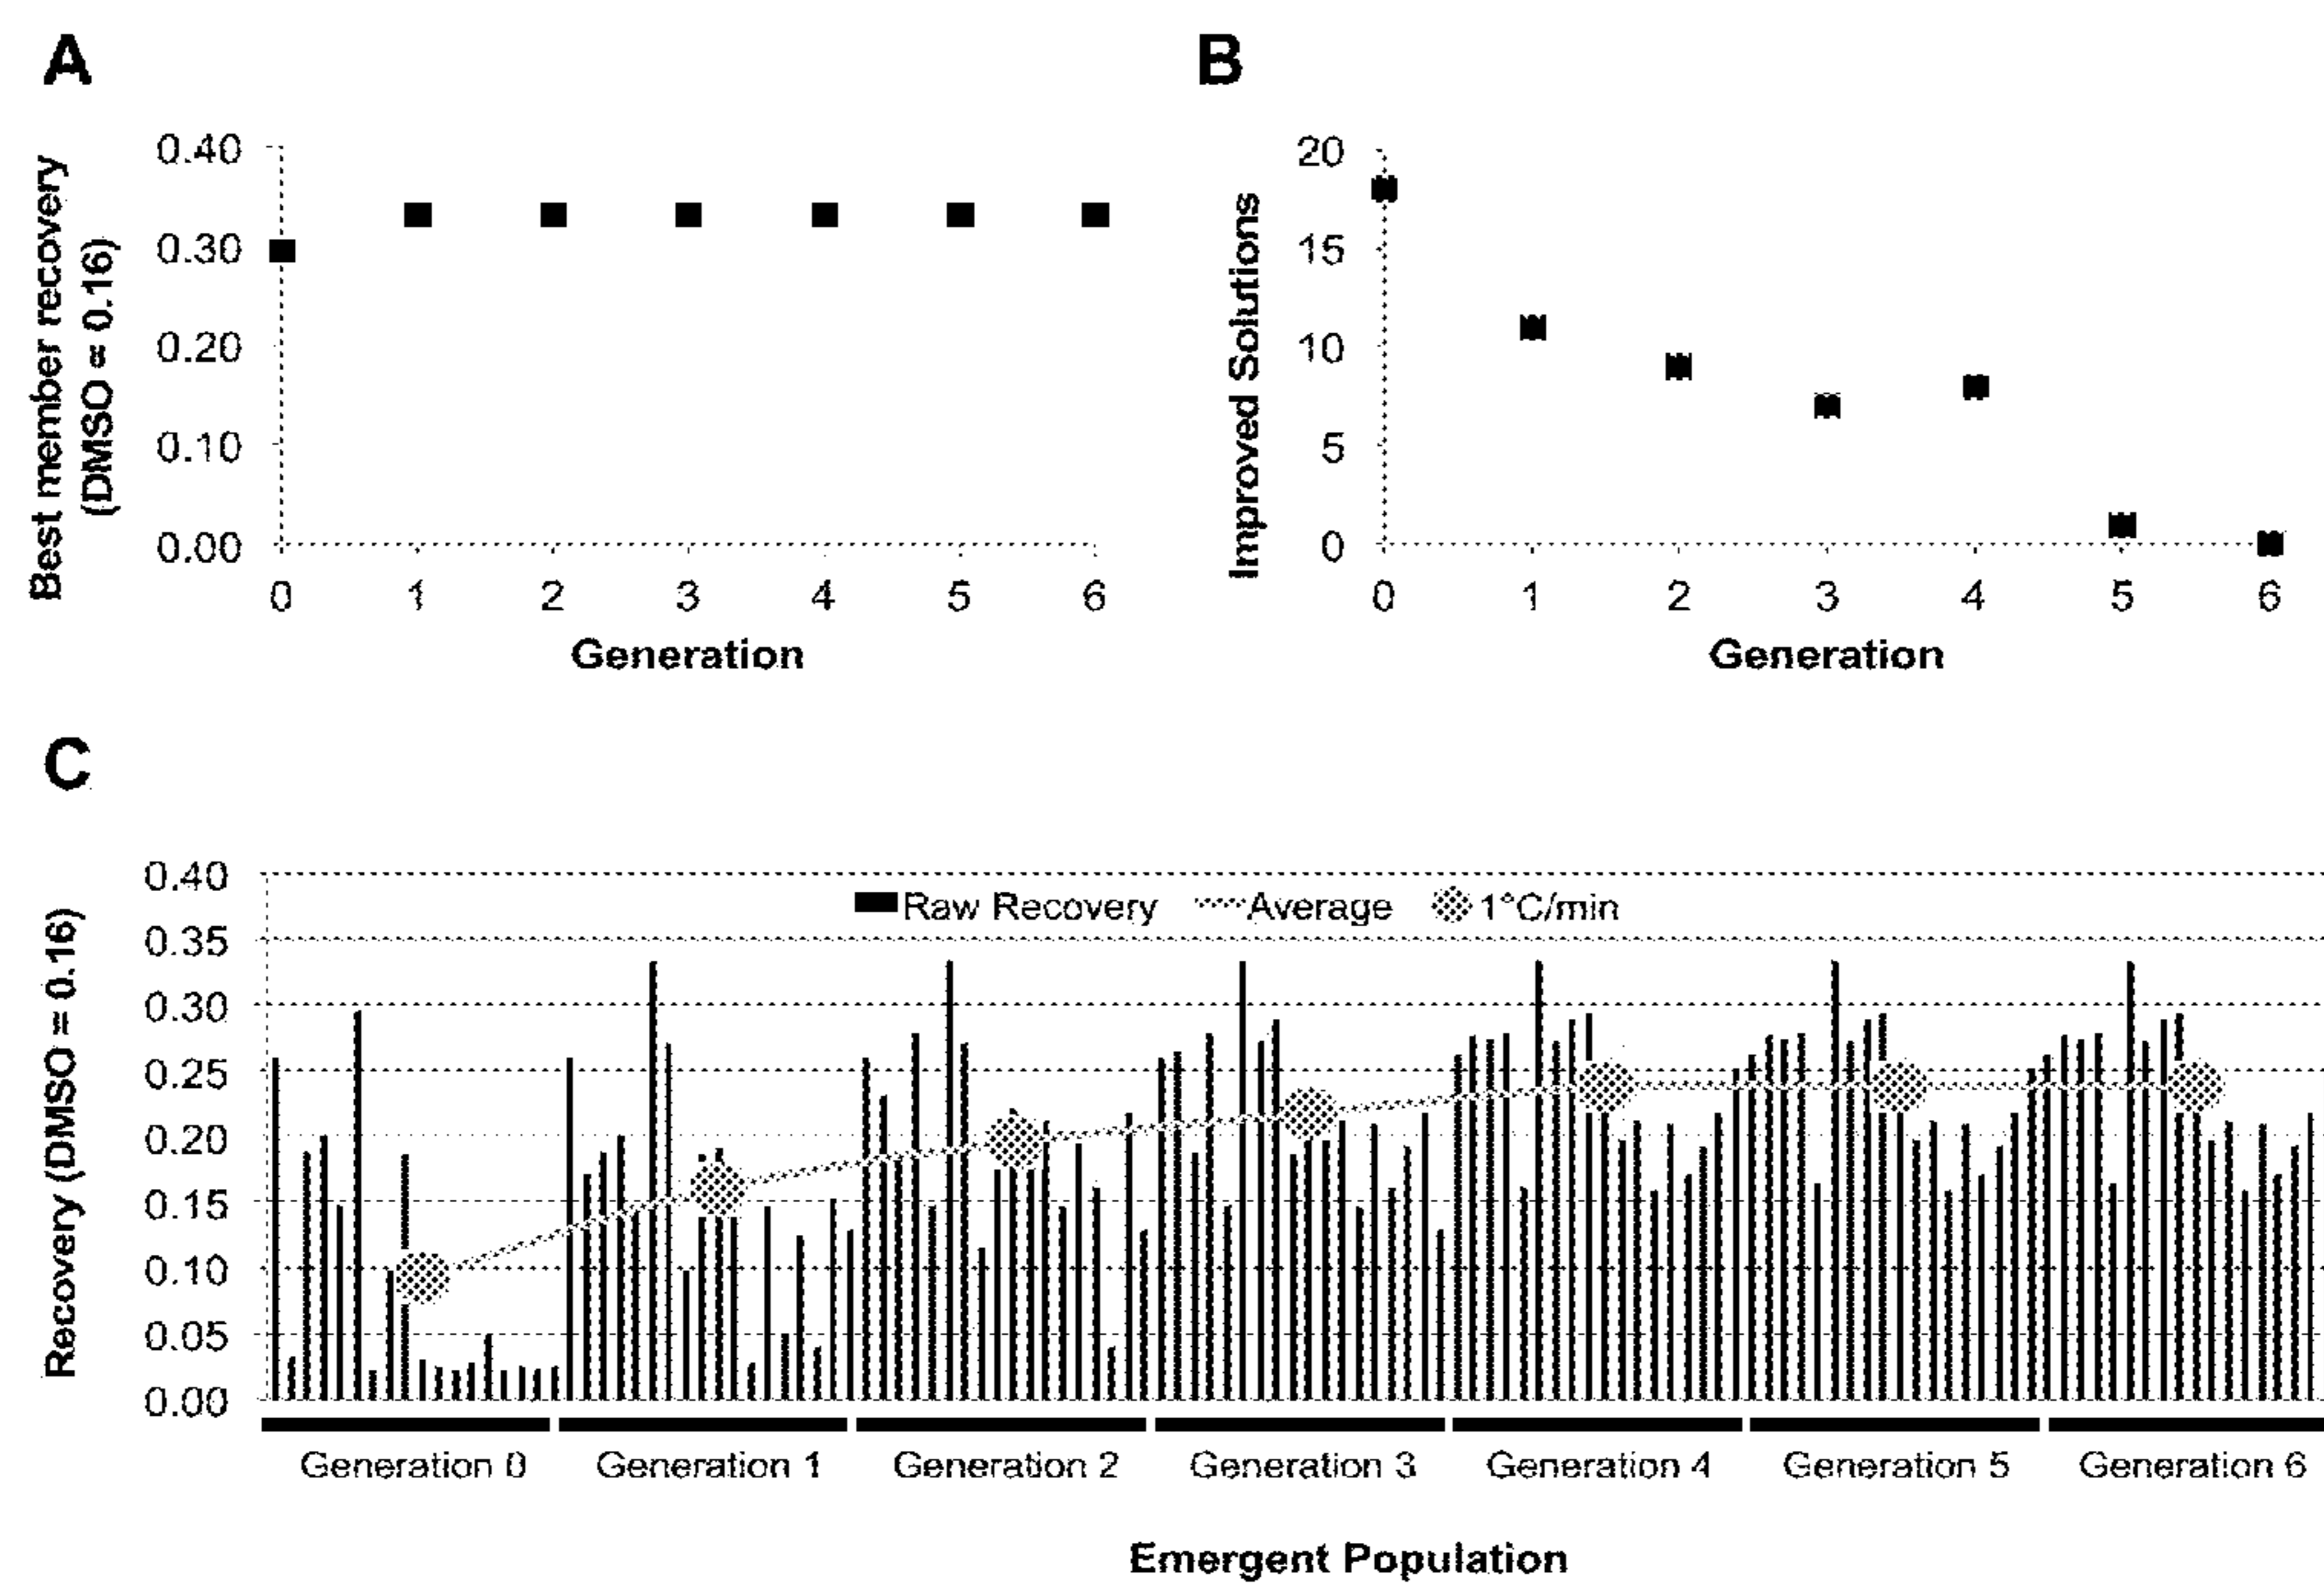 A
Best member recovery
(DMSO = 0.16)
0.40
0.30
0.20
0.10
0.00
0 1 2 3 4 5 6
Generation
B
Improved Solutions
20
15
10
5
0
0 1 2 3 4 5 6
Generation
C
Recovery (DMSO = 0.16)
0.40
0.35
0.30
0.25
0.20
0.15
0.10
0.05
0.00
Raw Recovery Average 1°C/min
Generation 0 Generation 1 Generation 2 Generation 3 Generation 4 Generation 5 Generation 6
Emergent Population